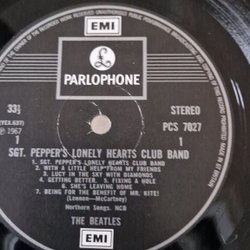 EMI
PARLOPHONE
33⅓
STEREO
(YEX.637)
PCS 7027
℗ 1967
1
1
SGT. PEPPER'S LONELY HEARTS CLUB BAND
1. SGT. PEPPER'S LONELY HEARTS CLUB BAND
2. WITH A LITTLE HELP FROM MY FRIENDS
3. LUCY IN THE SKY WITH DIAMONDS
4. GETTING BETTER. 5. FIXING A HOLE
6. SHE'S LEAVING HOME
7. BEING FOR THE BENEFIT OF MR. KITE!
(Lennon—McCartney)
Northern Songs. NCB
THE BEATLES
EMI